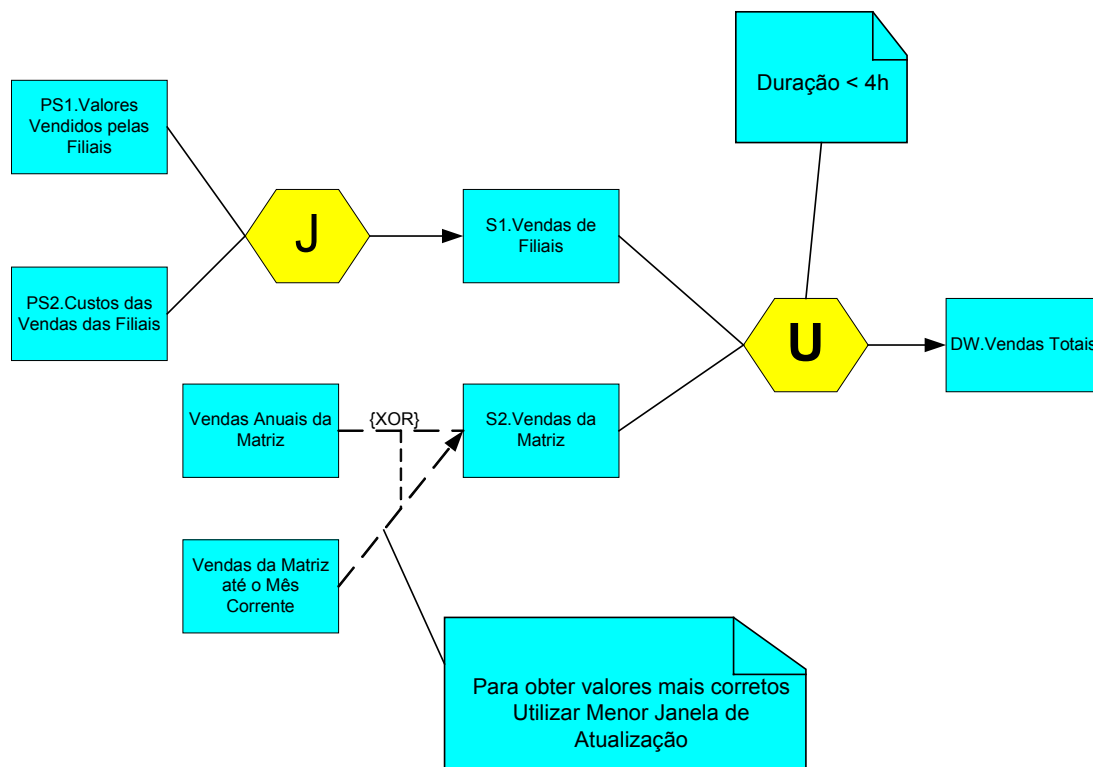 Duração < 4h
PS1.Valores
Vendidos pelas
Filiais
J
S1.Vendas de
Filiais
PS2.Custos das
Vendas das Filiais
U
DW.Vendas Totais
Vendas Anuais da
Matriz
{XOR}
S2.Vendas da
Matriz
Vendas da Matriz
até o Mês
Corrente
Para obter valores mais corretos
Utilizar Menor Janela de
Atualização